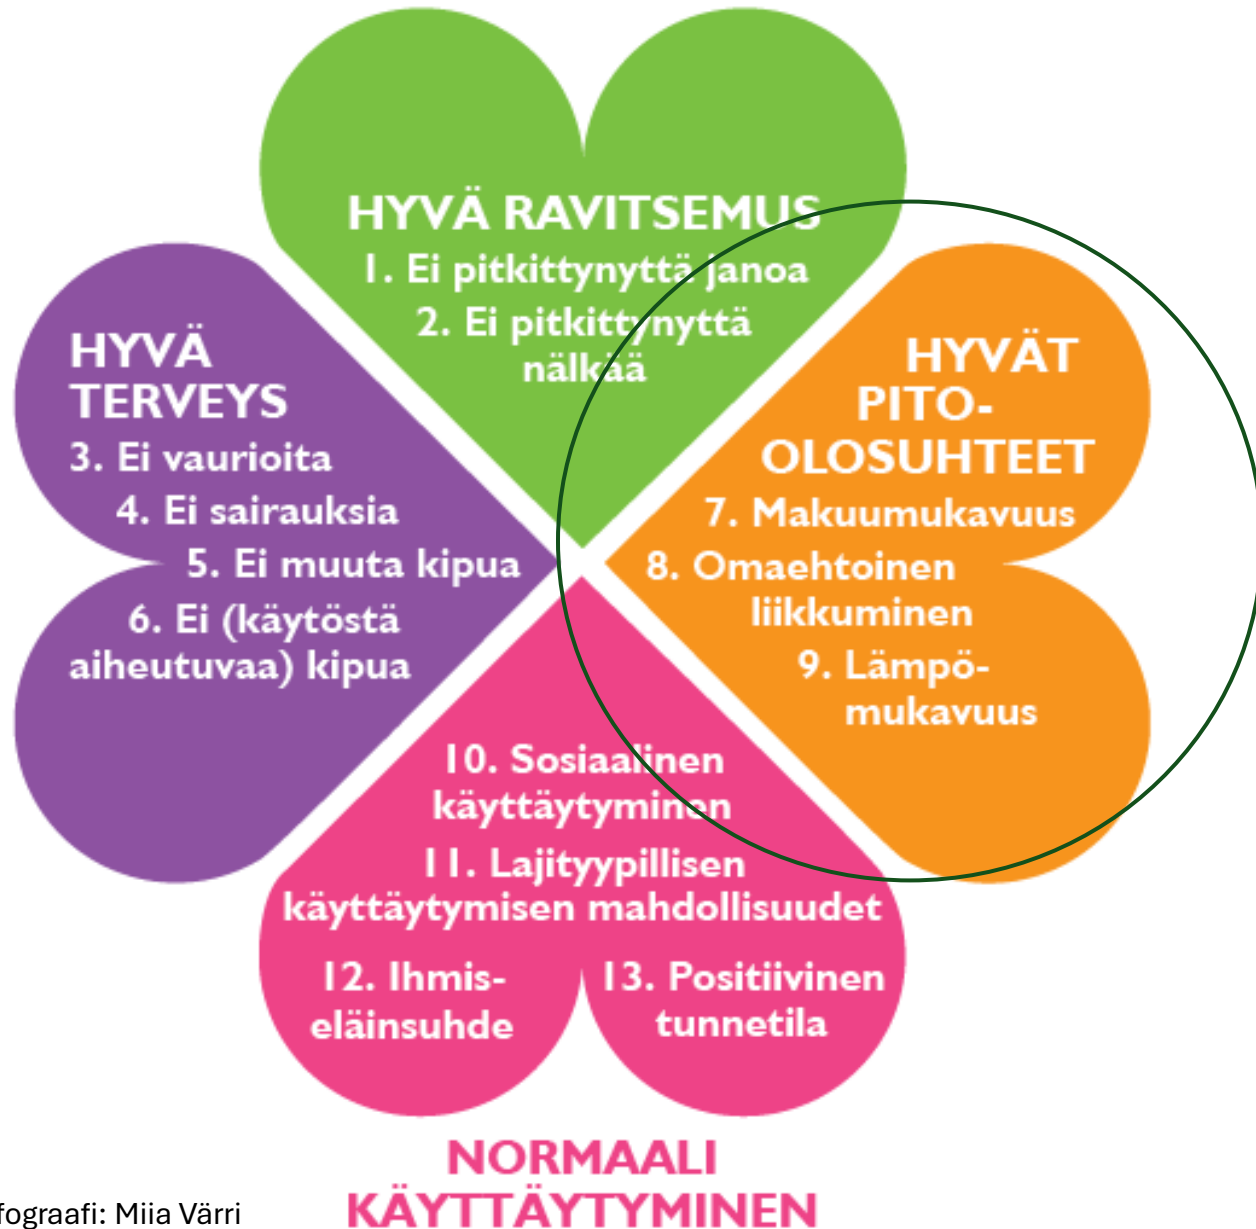 HYVÄ RAVITSEMUS
1. Ei pitkittynyttä janoa
2. Ei pitkittynyttä
nälkää
HYVÄ
TERVEYS
3. Ei vaurioita
4. Ei sairauksia
5. Ei muuta kipua
6. Ei (käytöstä
aiheutuvaa) kipua
HYVÄT
PITO-
OLOSUHTEET
7. Makuumukavuus
8. Omaehtoinen
liikkuminen
9. Lämpö-
mukavuus
10. Sosiaalinen
käyttäytyminen
11. Lajityypillisen
käyttäytymisen mahdollisuudet
12. Ihmis-
eläinsuhde
13. Positiivinen
tunnetila
NORMAALI
KÄYTTÄYTYMINEN
fograafi: Miia Värri